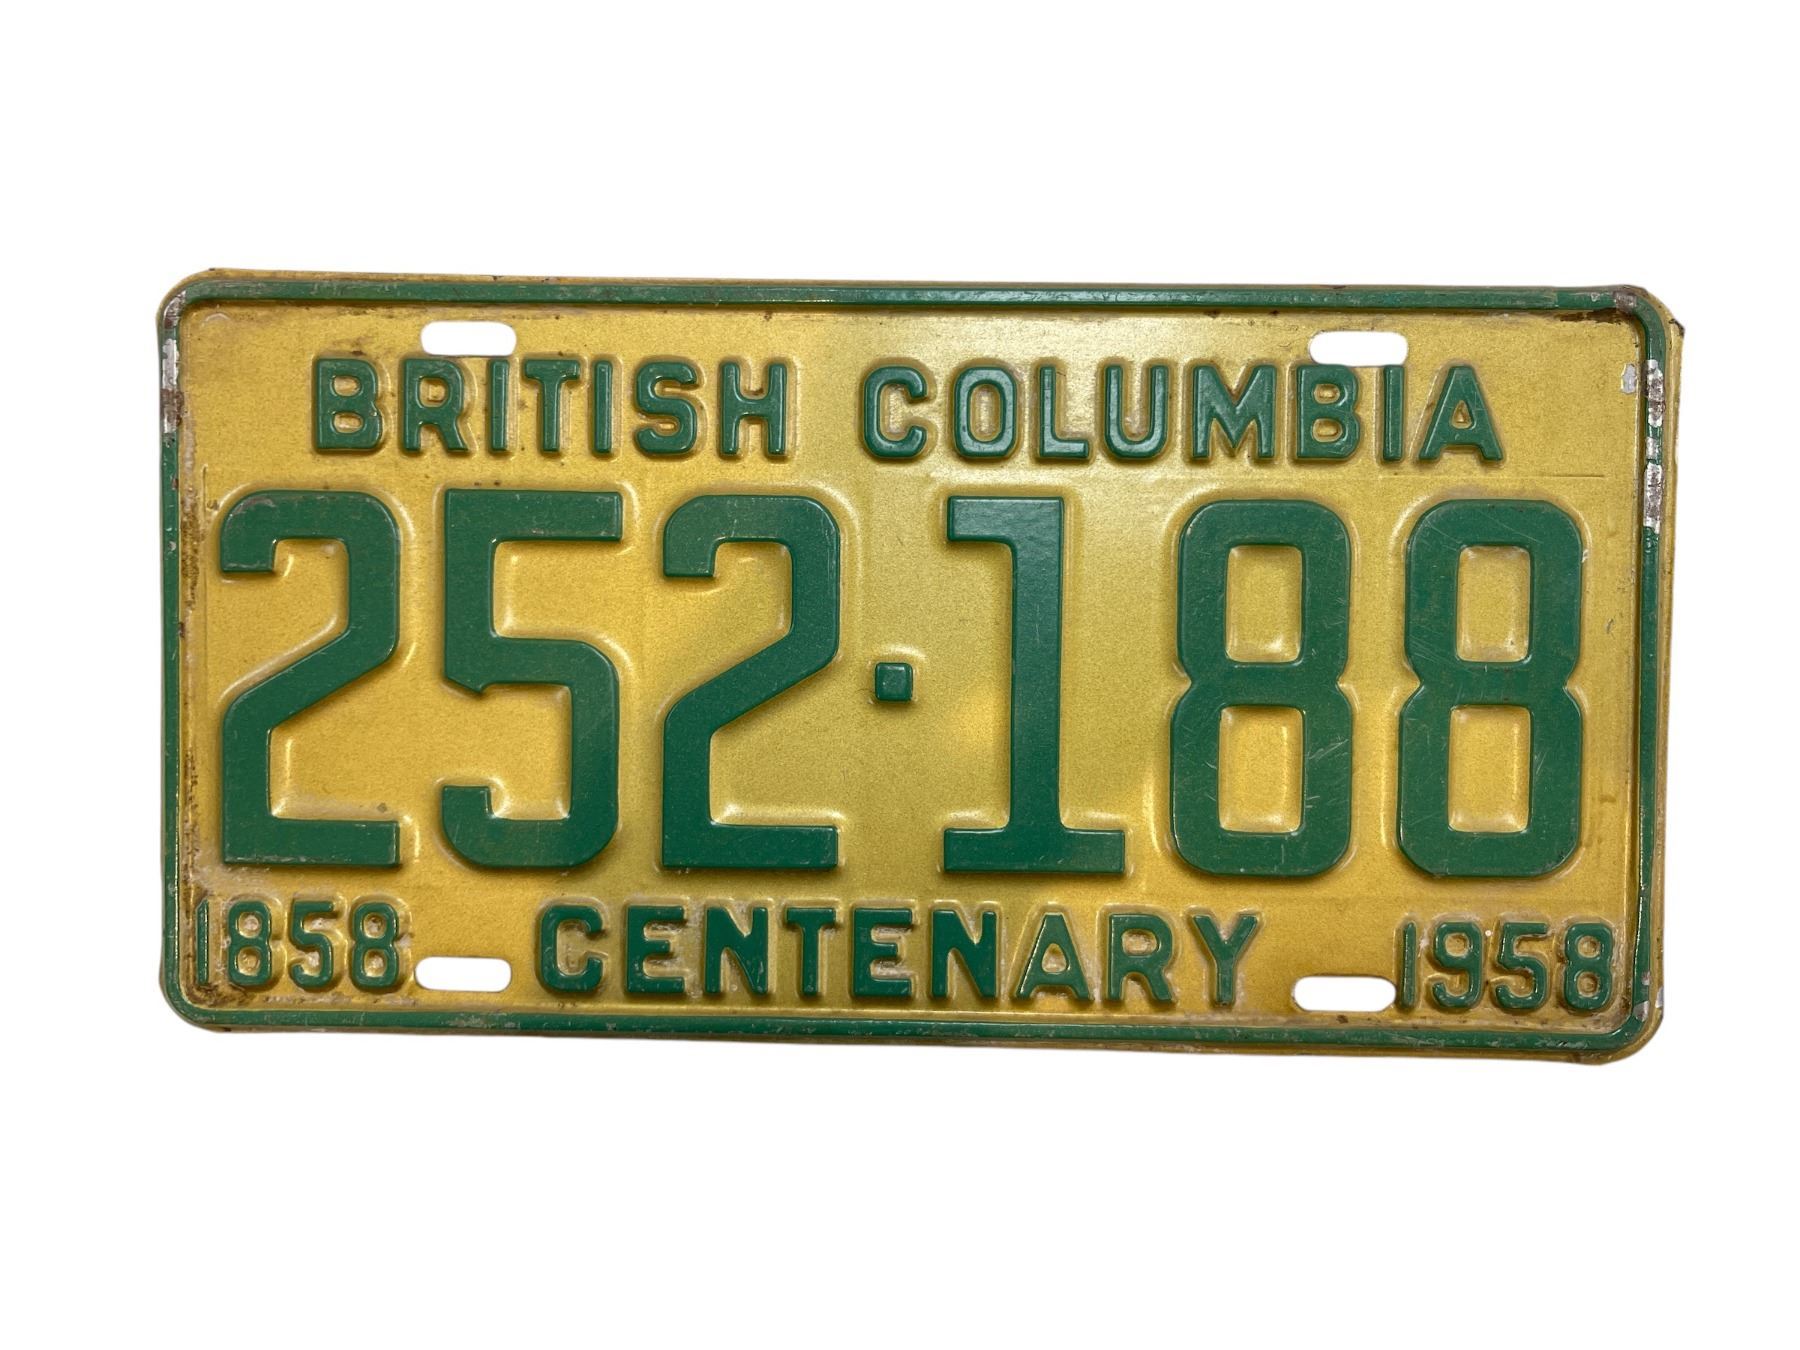 BRITISH COLUMBIA
252·188
1858 CENTENARY 1958